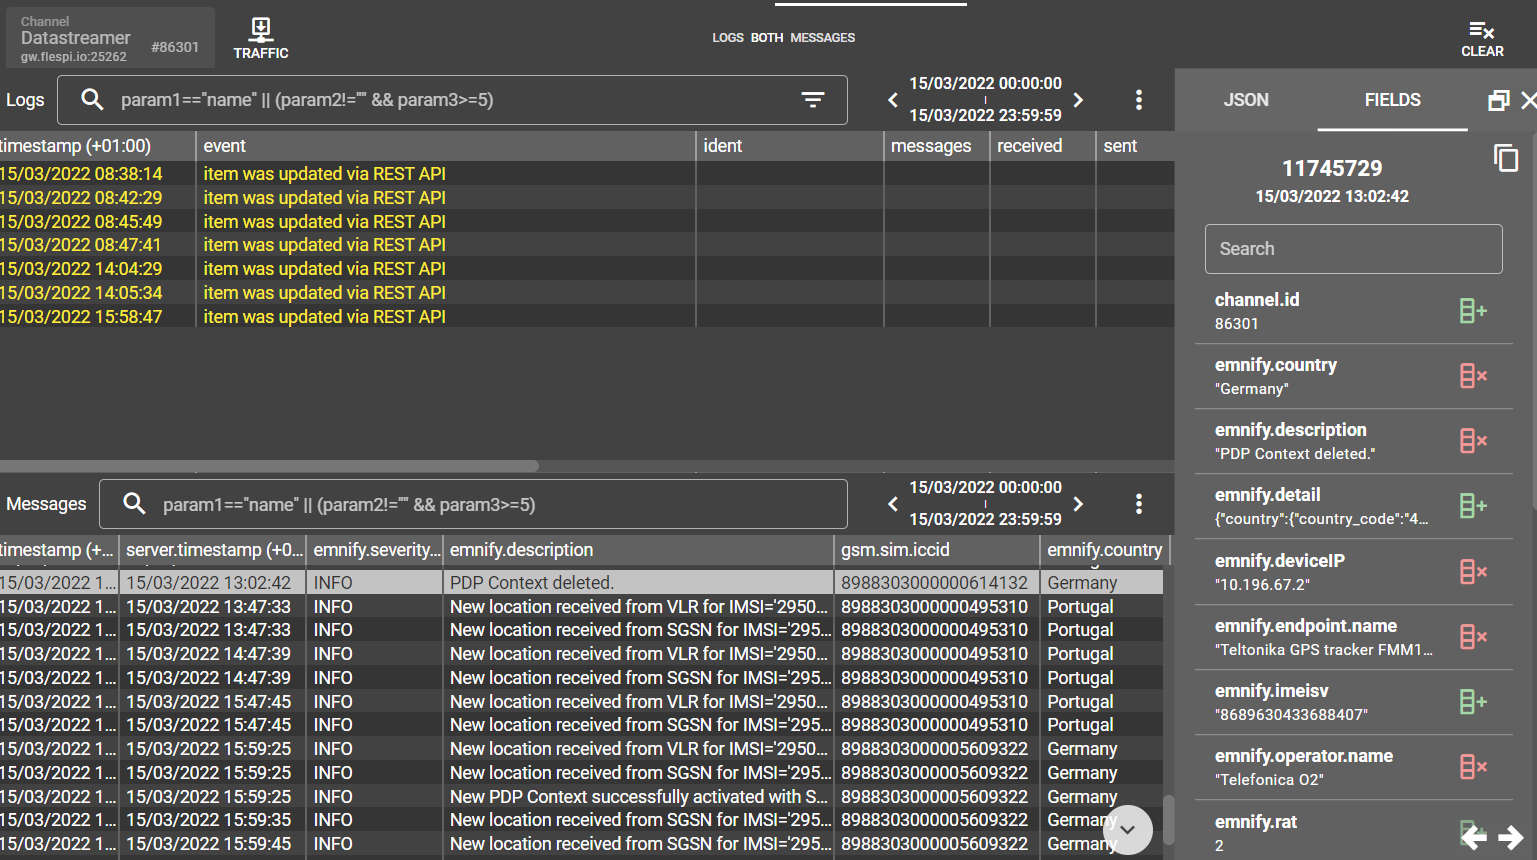 Channel
Datastreamer #86301
gw.flespi.io:25262
TRAFFIC
LOGS BOTH MESSAGES
CLEAR
Logs
param1=="name" || (param2!="" && param3>=5)
15/03/2022 00:00:00
15/03/2022 23:59:59
timestamp (+01:00) event ident messages received sent
15/03/2022 08:38:14 item was updated via REST API
15/03/2022 08:42:29 item was updated via REST API
15/03/2022 08:45:49 item was updated via REST API
15/03/2022 08:47:41 item was updated via REST API
15/03/2022 14:04:29 item was updated via REST API
15/03/2022 14:05:34 item was updated via REST API
15/03/2022 15:58:47 item was updated via REST API
Messages
param1=="name" || (param2!="" && param3>=5)
15/03/2022 00:00:00
15/03/2022 23:59:59
timestamp (+... server.timestamp (+0... emnify.severity... emnify.description gsm.sim.iccid emnify.country
15/03/2022 1... 15/03/2022 13:02:42 INFO PDP Context deleted. 8988303000000614132 Germany
15/03/2022 1... 15/03/2022 13:47:33 INFO New location received from VLR for IMSI='2950... 8988303000000495310 Portugal
15/03/2022 1... 15/03/2022 13:47:33 INFO New location received from SGSN for IMSI='295... 8988303000000495310 Portugal
15/03/2022 1... 15/03/2022 14:47:39 INFO New location received from VLR for IMSI='2950... 8988303000000495310 Portugal
15/03/2022 1... 15/03/2022 14:47:39 INFO New location received from SGSN for IMSI='295... 8988303000000495310 Portugal
15/03/2022 1... 15/03/2022 15:47:45 INFO New location received from VLR for IMSI='2950... 8988303000000495310 Portugal
15/03/2022 1... 15/03/2022 15:47:45 INFO New location received from SGSN for IMSI='295... 8988303000000495310 Portugal
15/03/2022 1... 15/03/2022 15:59:25 INFO New location received from VLR for IMSI='2950... 8988303000005609322 Germany
15/03/2022 1... 15/03/2022 15:59:25 INFO New location received from SGSN for IMSI='295... 8988303000005609322 Germany
15/03/2022 1... 15/03/2022 15:59:25 INFO New PDP Context successfully activated with S... 8988303000005609322 Germany
15/03/2022 1... 15/03/2022 15:59:35 INFO New location received from SGSN for IMSI='295... 8988303000005609322 Germany
15/03/2022 1... 15/03/2022 15:59:45 INFO New location received from SGSN for IMSI='295... 8988303000005609322 Germany
JSON FIELDS
11745729
15/03/2022 13:02:42
Search
channel.id
86301
emnify.country
"Germany"
emnify.description
"PDP Context deleted."
emnify.detail
{"country":{"country_code":"4...
emnify.deviceIP
"10.196.67.2"
emnify.endpoint.name
"Teltonika GPS tracker FMM1...
emnify.imeisv
"8689630433688407"
emnify.operator.name
"Telefonica O2"
emnify.rat
2